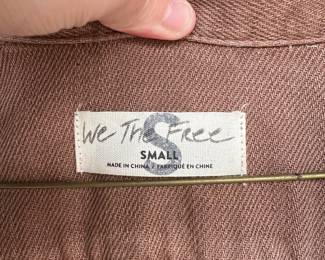 We The Free
S
SMALL
MADE IN CHINA / FABRIQUÉ EN CHINE